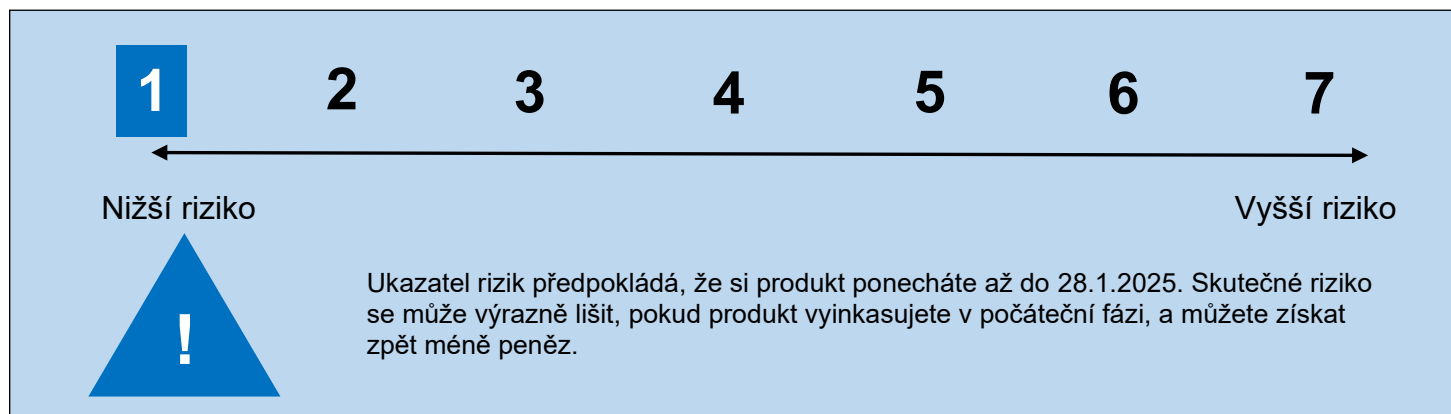 1 2 3 4 5 6 7
Nižší riziko Vyšší riziko
!
Ukazatel rizik předpokládá, že si produkt ponecháte až do 28.1.2025. Skutečné riziko
se může výrazně lišit, pokud produkt vyinkasujete v počáteční fázi, a můžete získat
zpět méně peněz.